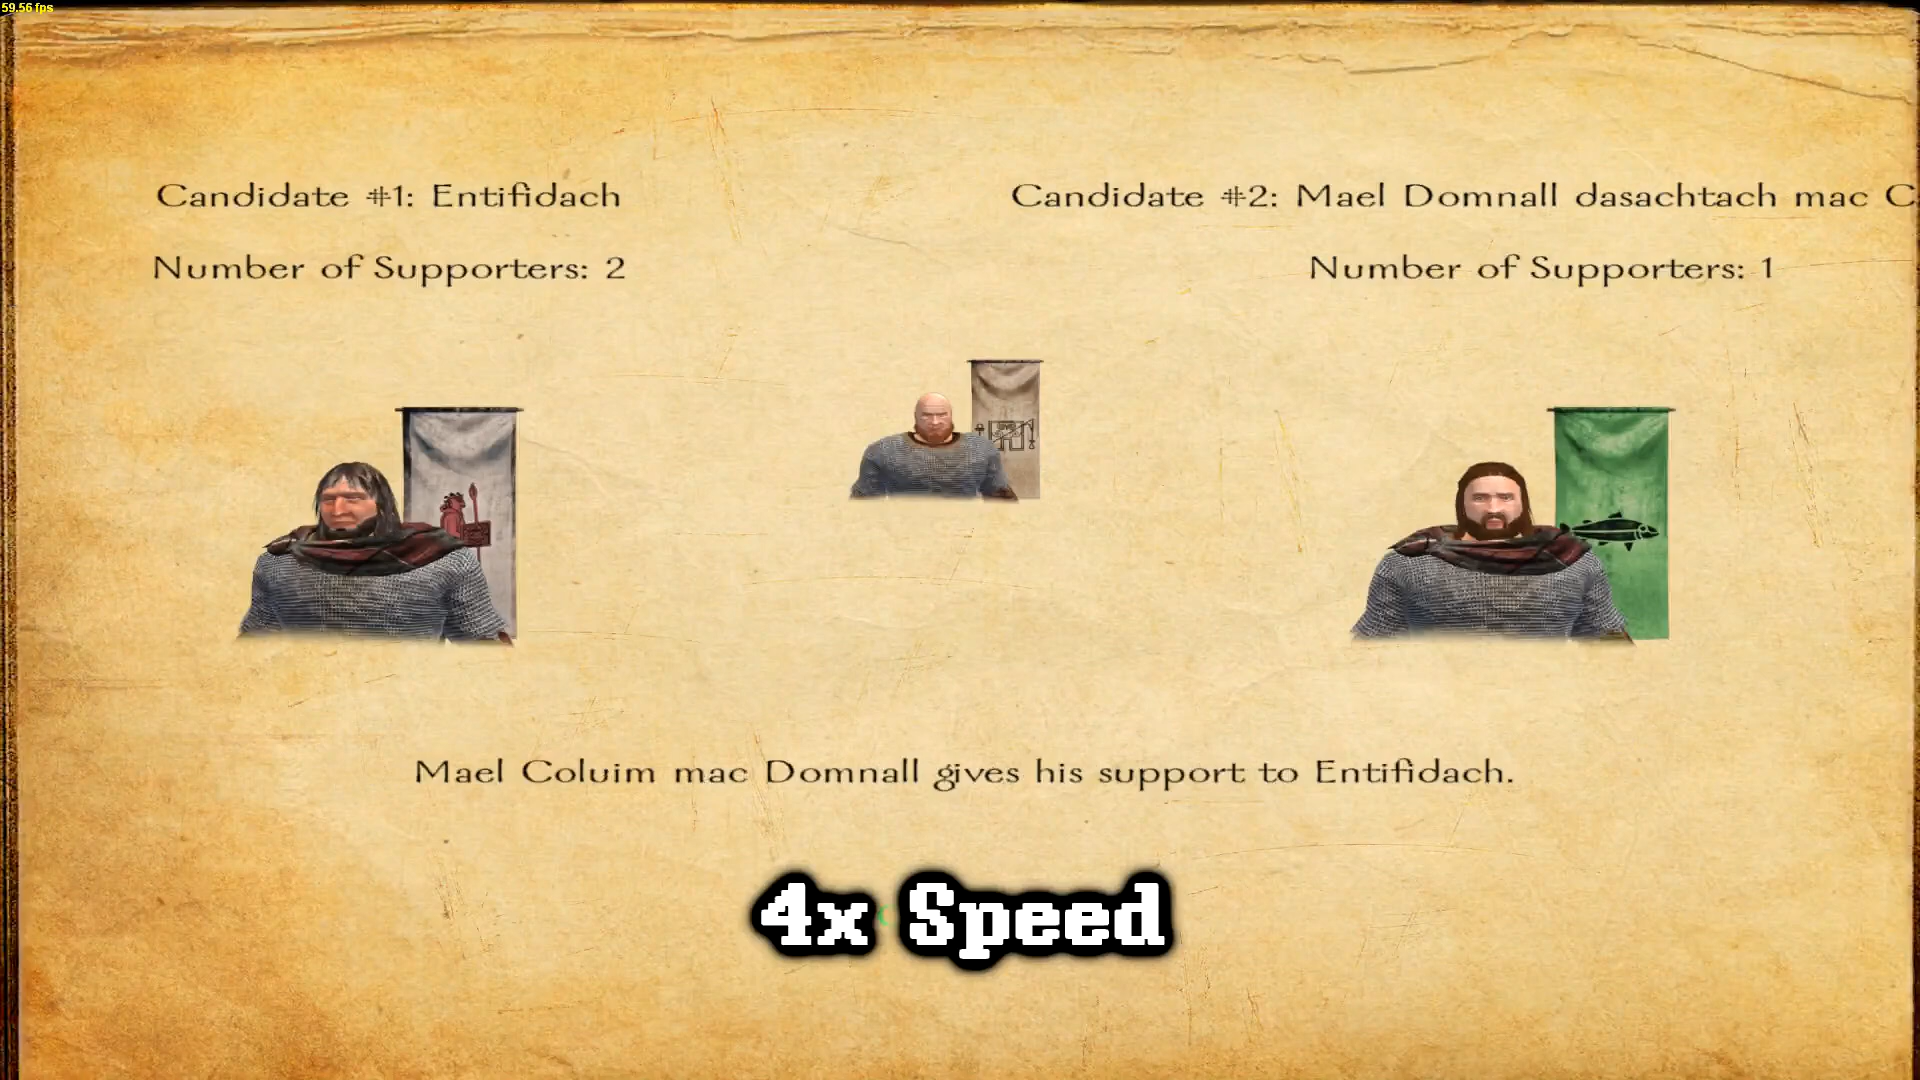 59.56 fps
Candidate #1: Entifidach
Candidate #2: Mael Domnall dasachtach mac
Number of Supporters: 2
Number of Supporters: 1
Mael Coluim mac Domnall gives his support to Entifidach.
4x Speed